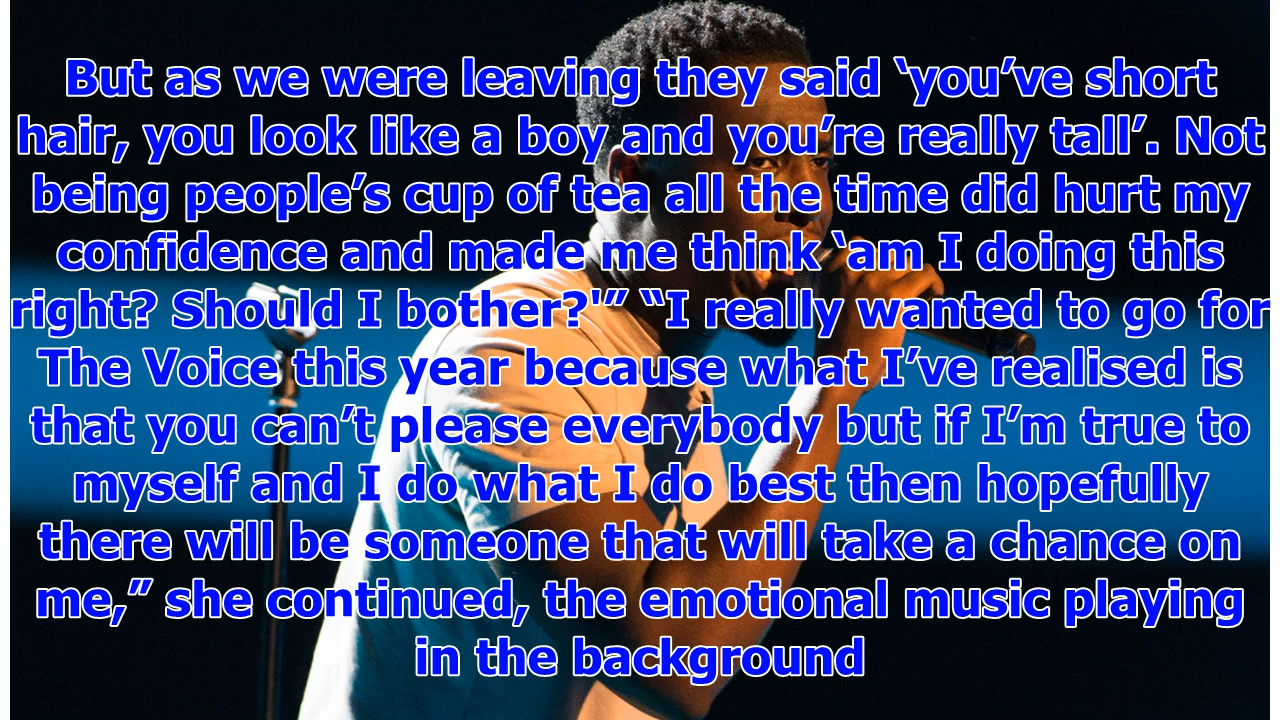 But as we were leaving they said ‘you’ve short
hair, you look like a boy and you’re really tall’. Not
being people’s cup of tea all the time did hurt my
confidence and made me think ‘am I doing this
right? Should I bother?'” “I really wanted to go for
The Voice this year because what I’ve realised is
that you can’t please everybody but if I’m true to
myself and I do what I do best then hopefully
there will be someone that will take a chance on
me,” she continued, the emotional music playing
in the background